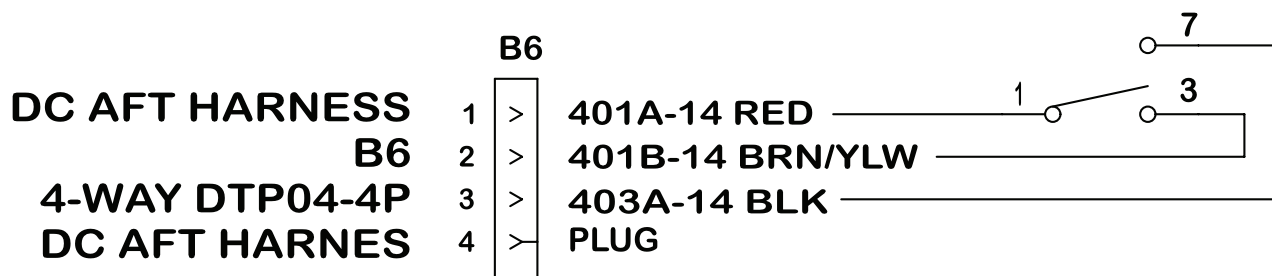 B6
7
DC AFT HARNESS 1 > 401A-14 RED 1 3
B6 2 > 401B-14 BRN/YLW
4-WAY DTP04-4P 3 > 403A-14 BLK
DC AFT HARNES 4 > PLUG